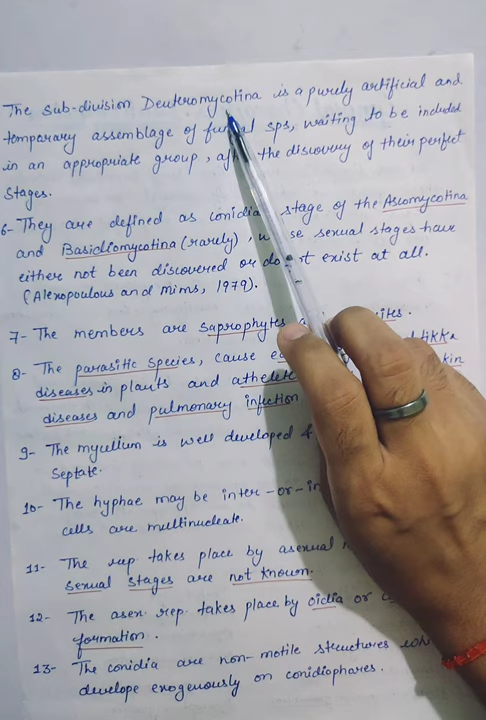 The sub-division Deuteromycotina is a purely artificial and
temparary assemblage of sps, waiting to be included
in an appropriate group, the discovery of their perfect
Stages.
6- They are defined as conidia stage of the Ascomycotina
and Basidiomycotina (rarely), se sexual stages have
either not been discovered or do t exist at all.
(Alexopoulous and Mims, 1979).
7- The members are Saprophytes ites.
8- The parasitic species, cause ea tikka
diseases in plants and athelete kin
diseases and pulmonary infection
9- The mycelium is well developed
Septate.
10- The hyphae may be inter-or-in
cells are multinucleate.
11- The rep takes place by asexual
sexual stages are not known.
12- The asex. rep. takes place by oidia or
formation.
13- The conidia are non-motile structures
develope exogenously on conidiophores.